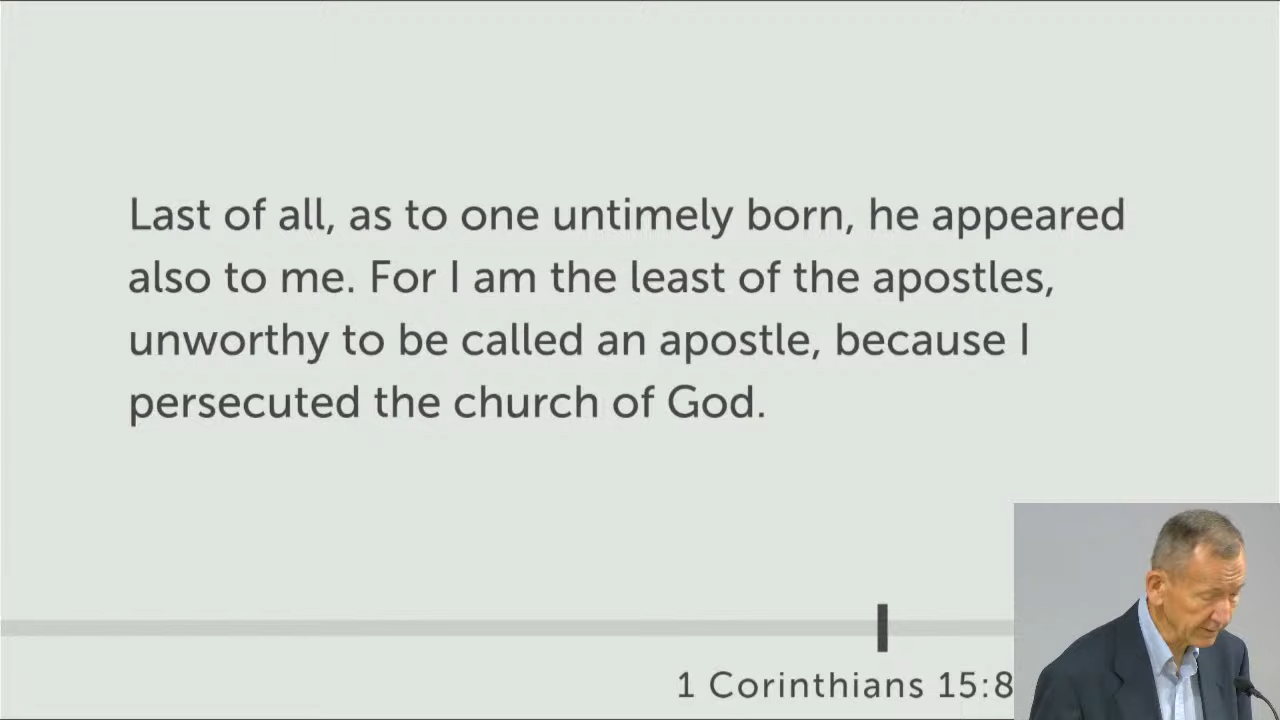 Last of all, as to one untimely born, he appeared
also to me. For I am the least of the apostles,
unworthy to be called an apostle, because I
persecuted the church of God.
1 Corinthians 15:8